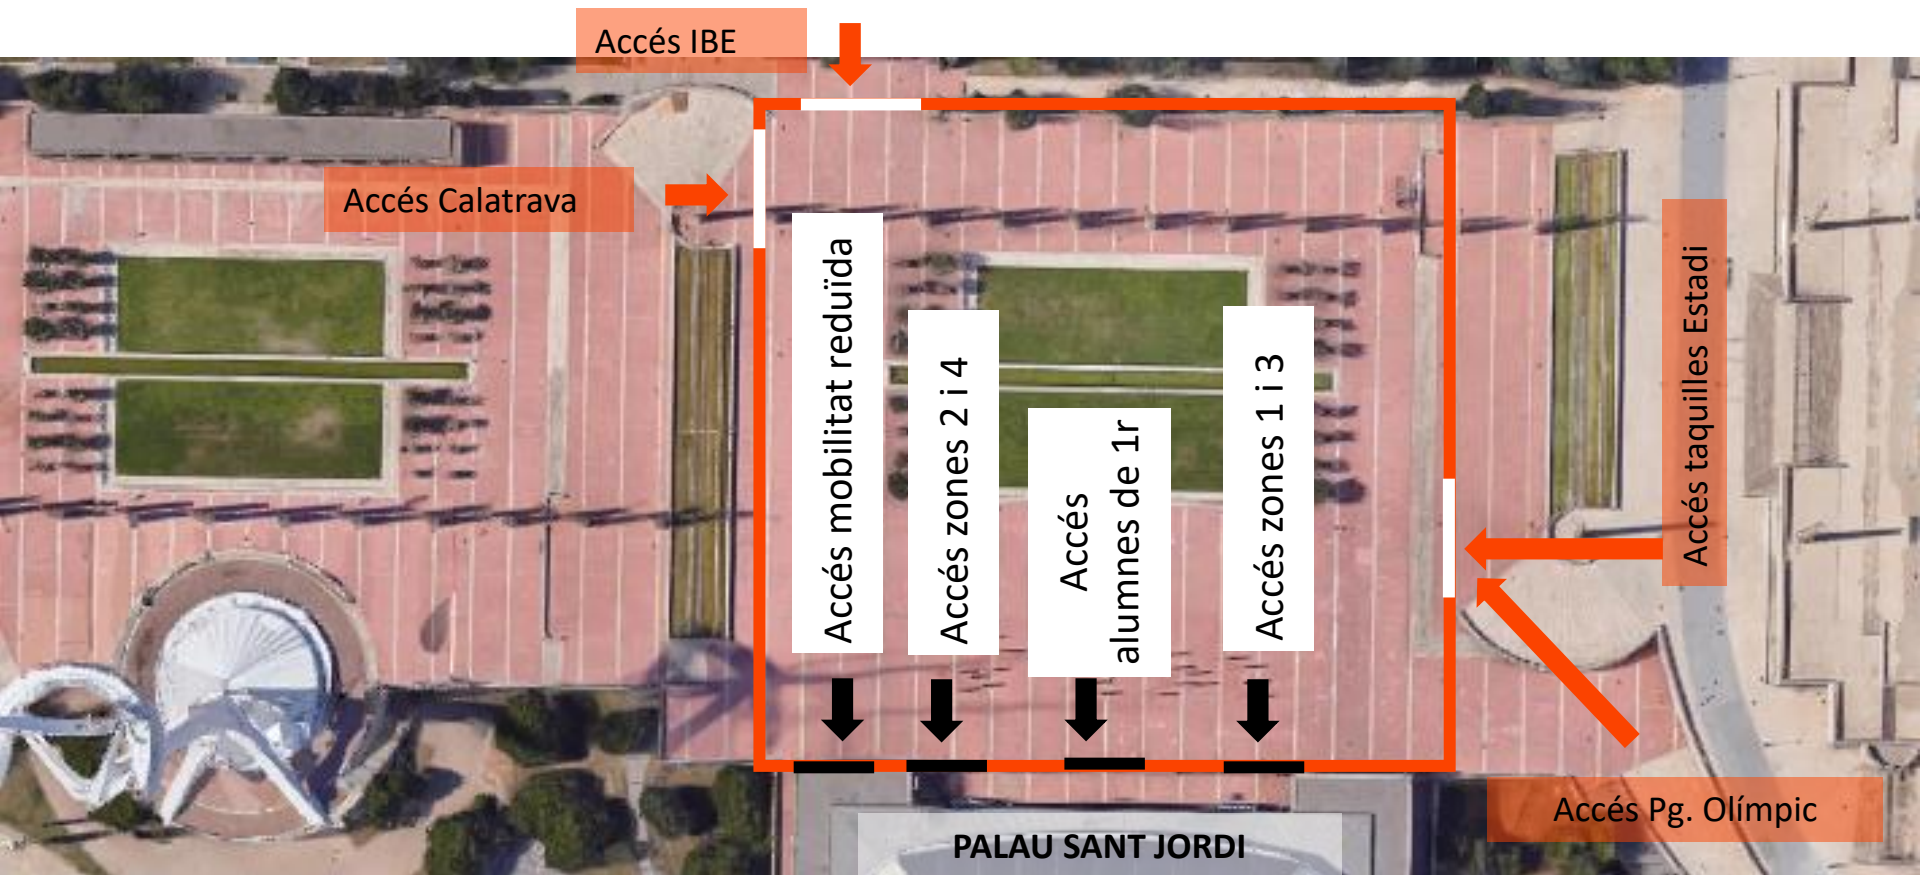 Accés IBE
Accés Calatrava
Accés mobilitat reduïda
Accés zones 2 i 4
Accés
alumnes de 1r
Accés zones 1 i 3
Accés taquilles Estadi
Accés Pg. Olímpic
PALAU SANT JORDI